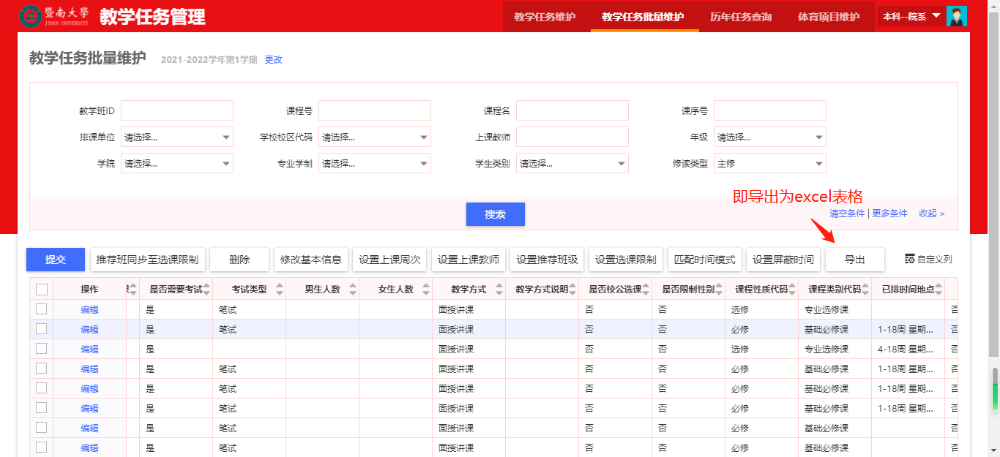 暨南大學 教学任务管理 教学任务维护 教学任务批量维护 历年任务查询 体育项目维护 本科--院系
JINAN UNIVERSITY
教学任务批量维护 2021-2022学年第1学期 更改
教学班ID 课程号 课程名 课序号
排课单位 请选择... 学校校区代码 请选择... 上课教师 年级 请选择...
学院 请选择... 专业学制 请选择... 学生类别 请选择... 修读类型 主修
即导出为excel表格
搜索 清空条件 | 更多条件 收起 >
提交 推荐班同步至选课限制 删除 修改基本信息 设置上课周次 设置上课教师 设置推荐班级 设置选课限制 匹配时间模式 设置屏蔽时间 导出 自定义列
操作 是否需要考试 考试类型 男生人数 女生人数 教学方式 教学方式说明 是否校公选课 是否限制性别 课程性质代码 课程类别代码 已排时间地点
编辑 是 笔试 面授讲课 否 否 选修 专业选修课 否
编辑 是 笔试 面授讲课 否 否 必修 基础必修课 1-18周 星期... 否
编辑 是 面授讲课 否 否 选修 专业选修课 4-18周 星期... 否
编辑 是 笔试 面授讲课 否 否 必修 基础必修课 1-18周 星期... 否
编辑 是 笔试 面授讲课 否 否 必修 基础必修课 1-18周 星期... 否
编辑 是 笔试 面授讲课 否 否 必修 基础必修课 1-18周 星期... 否
编辑 是 笔试 面授讲课 否 否 必修 基础必修课 否
编辑 是 笔试 面授讲课 否 否 必修 基础必修课 否